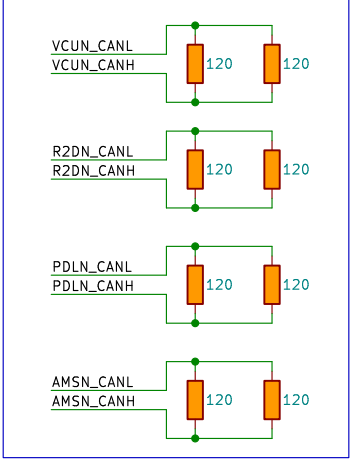 VCUN_CANL
VCUN_CANH
120 120
R2DN_CANL
R2DN_CANH
120 120
PDLN_CANL
PDLN_CANH
120 120
AMSN_CANL
AMSN_CANH
120 120